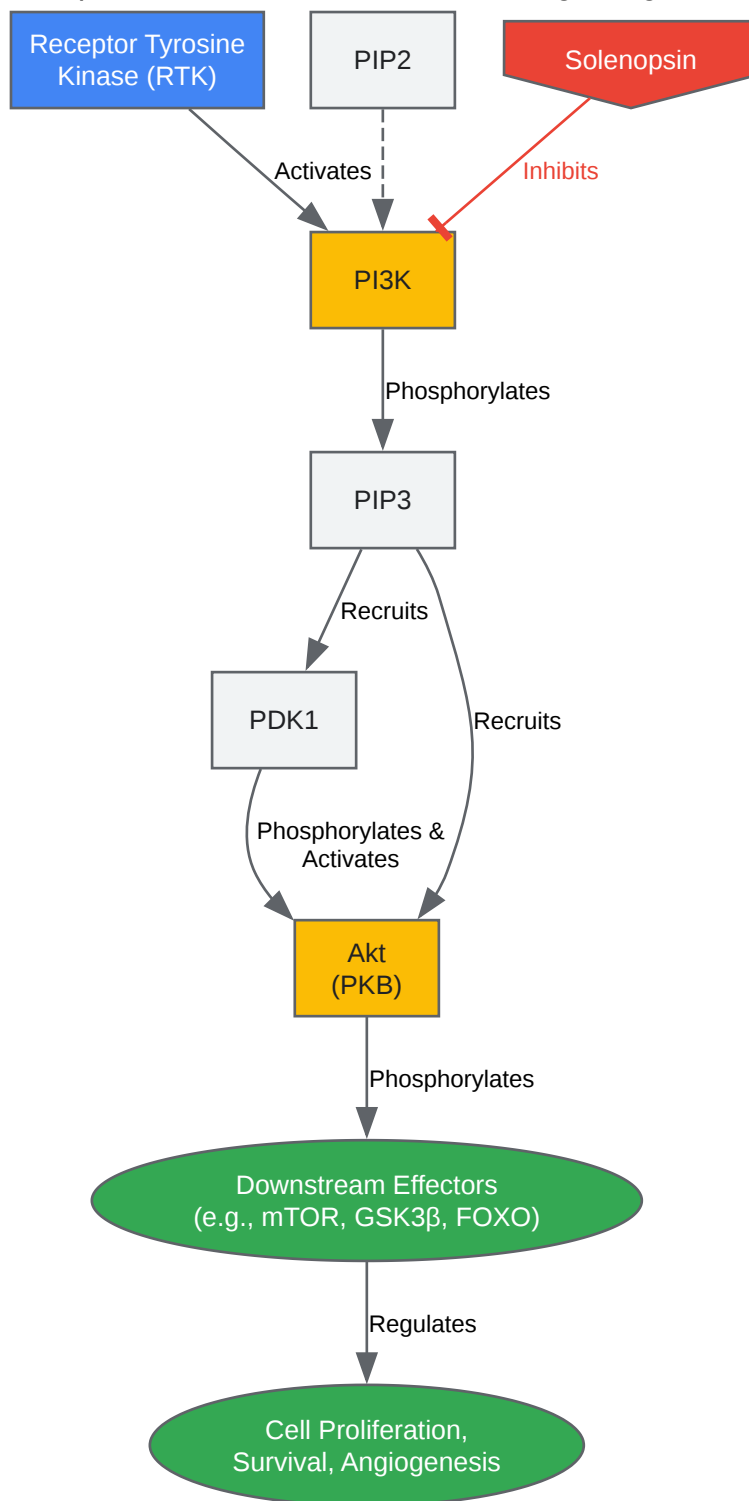 Receptor Tyrosine
Kinase (RTK)
PIP2
Solenopsin
Activates
Inhibits
PI3K
Phosphorylates
PIP3
Recruits
PDK1
Recruits
Phosphorylates &
Activates
Akt
(PKB)
Phosphorylates
Downstream Effectors
(e.g., mTOR, GSK3β, FOXO)
Regulates
Cell Proliferation,
Survival, Angiogenesis